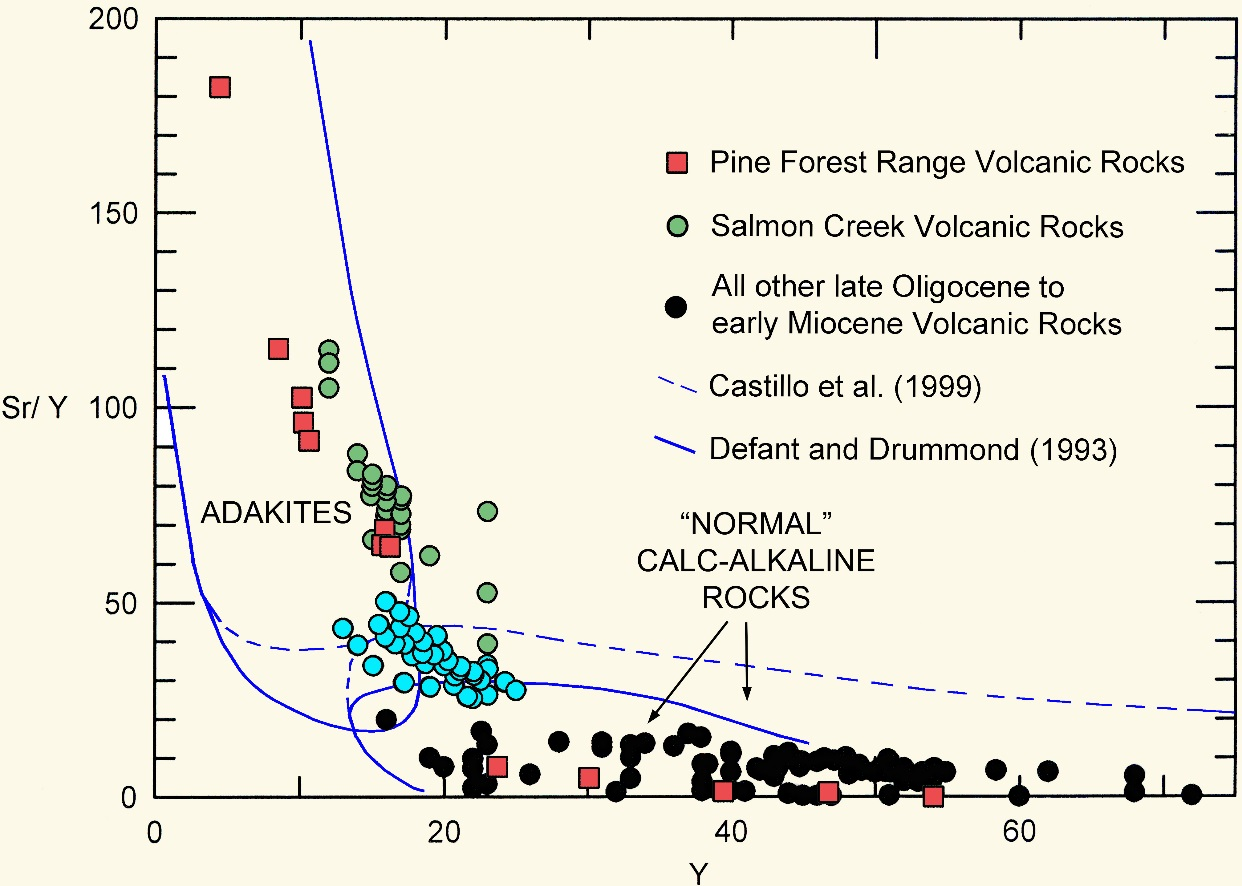 200
150
Sr/ Y
100
50
0
0
20
40
60
Y
Pine Forest Range Volcanic Rocks
Salmon Creek Volcanic Rocks
All other late Oligocene to
early Miocene Volcanic Rocks
Castillo et al. (1999)
Defant and Drummond (1993)
ADAKITES
“NORMAL”
CALC-ALKALINE
ROCKS